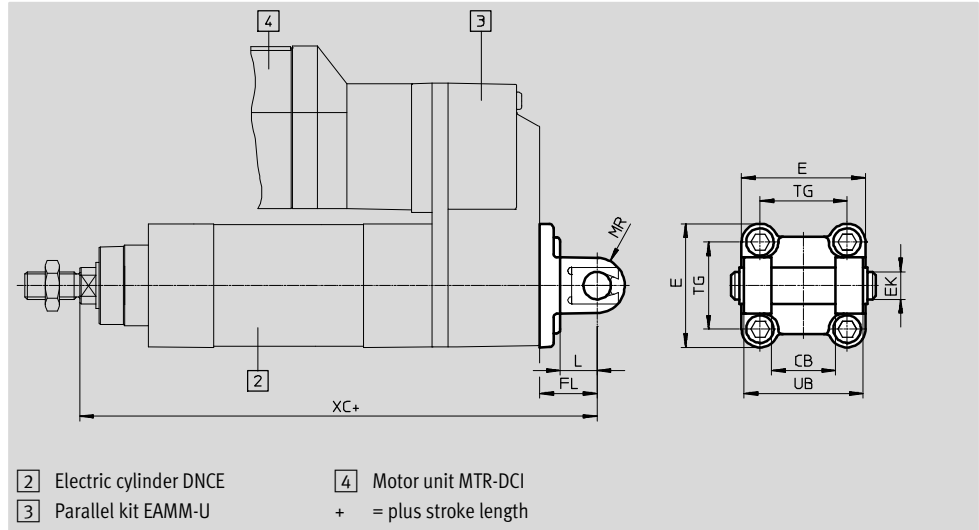 4
3
E
TG
MR
E
TG
EK
L
FL
CB
UB
2
XC+
2 Electric cylinder DNCE
4 Motor unit MTR-DCI
3 Parallel kit EAMM-U
+ = plus stroke length